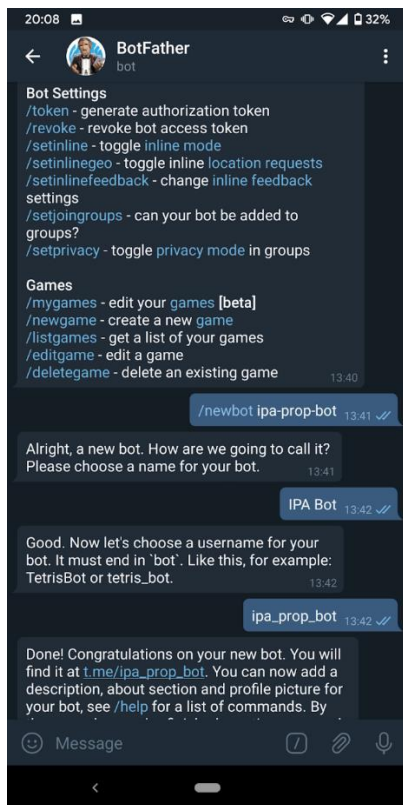 20:08
32%
BotFather
bot
Bot Settings
/token - generate authorization token
/revoke - revoke bot access token
/setinline - toggle inline mode
/setinlinegeo - toggle inline location requests
/setinlinefeedback - change inline feedback
settings
/setjoingroups - can your bot be added to
groups?
/setprivacy - toggle privacy mode in groups
Games
/mygames - edit your games [beta]
/newgame - create a new game
/listgames - get a list of your games
/editgame - edit a game
/deletegame - delete an existing game
13:40
/newbot ipa-prop-bot 13:41
Alright, a new bot. How are we going to call it?
Please choose a name for your bot. 13:41
IPA Bot 13:42
Good. Now let's choose a username for your
bot. It must end in `bot`. Like this, for example:
TetrisBot or tetris_bot. 13:42
ipa_prop_bot 13:42
Done! Congratulations on your new bot. You will
find it at t.me/ipa_prop_bot. You can now add a
description, about section and profile picture for
your bot, see /help for a list of commands. By
Message